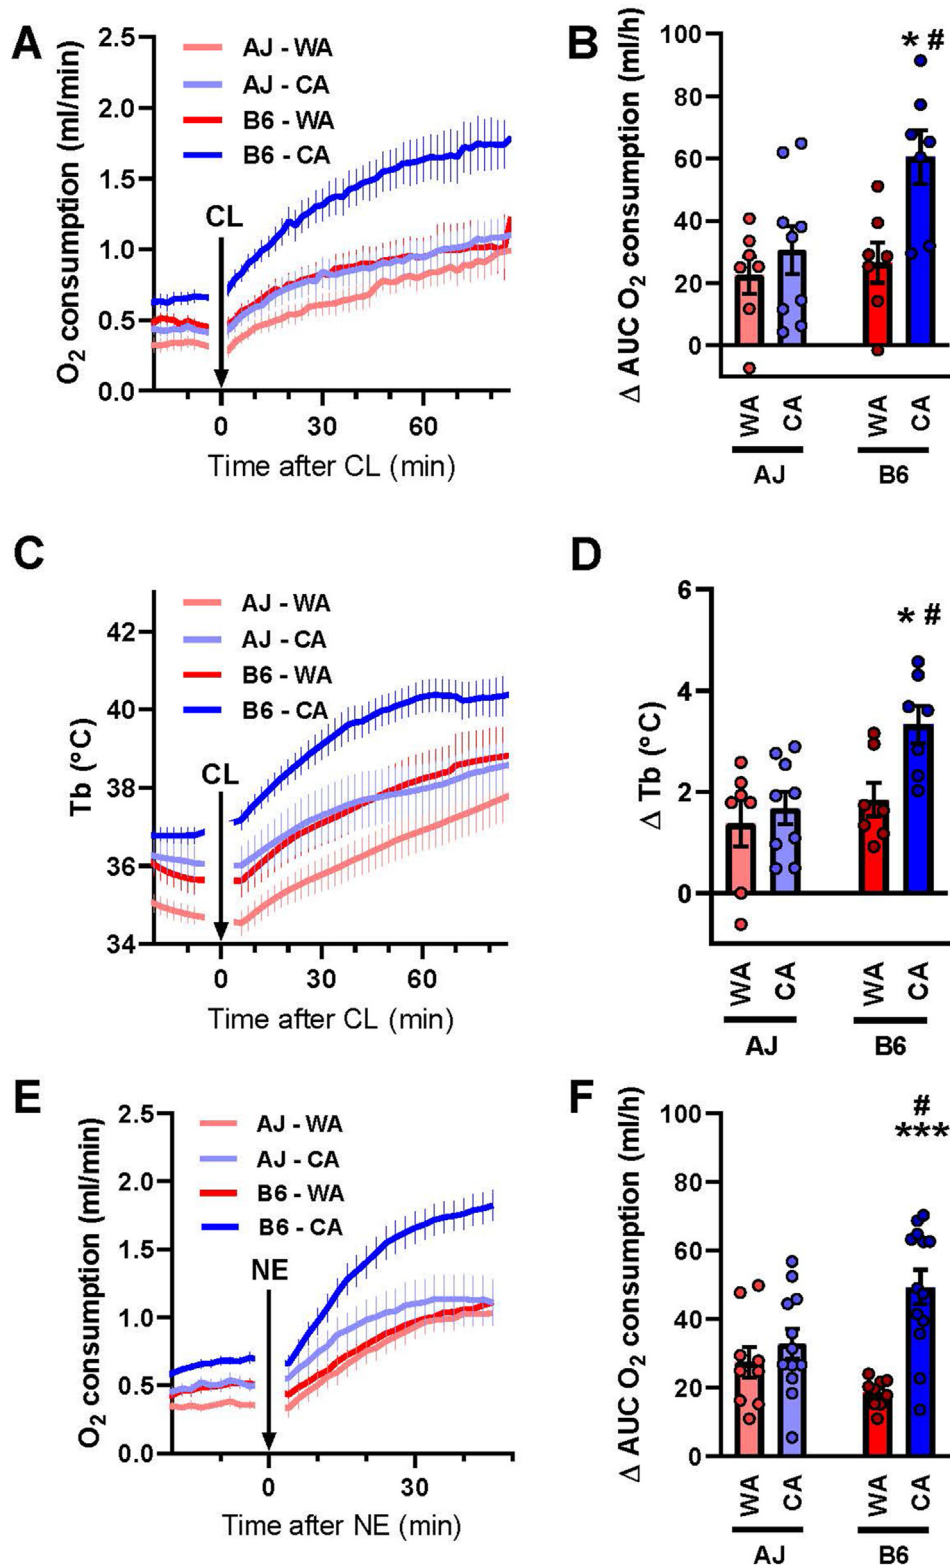 A
O2 consumption (ml/min)
2.5
2.0
1.5
1.0
0.5
0.0
AJ - WA
AJ - CA
B6 - WA
B6 - CA
CL
0
30
60
Time after CL (min)
B
Δ AUC O2 consumption (ml/h)
100
80
60
40
20
0
* #
WA
CA
WA
CA
AJ
B6
C
Tb (°C)
42
40
38
36
34
AJ - WA
AJ - CA
B6 - WA
B6 - CA
CL
0
30
60
Time after CL (min)
D
Δ Tb (°C)
6
4
2
0
* #
WA
CA
WA
CA
AJ
B6
E
O2 consumption (ml/min)
2.5
2.0
1.5
1.0
0.5
0.0
AJ - WA
AJ - CA
B6 - WA
B6 - CA
NE
0
30
Time after NE (min)
F
Δ AUC O2 consumption (ml/h)
100
80
60
40
20
0
#
***
WA
CA
WA
CA
AJ
B6